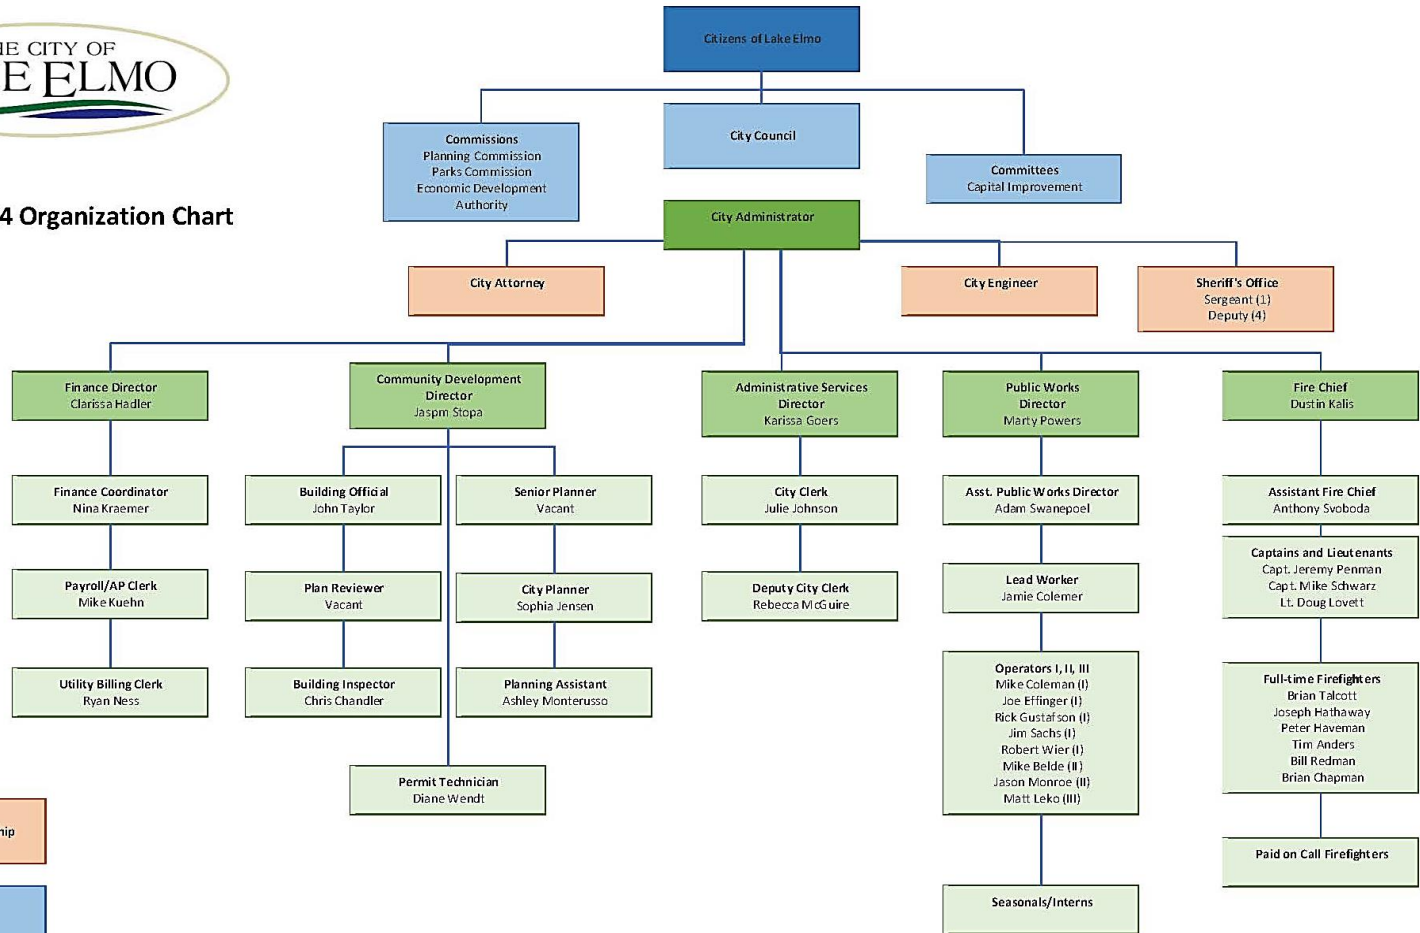 HE CITY OF
E ELMO
4 Organization Chart
Citizens of Lake Elmo
Commissions
Planning Commission
Parks Commission
Economic Development
Authority
City Council
Committees
Capital Improvement
City Administrator
City Attorney
City Engineer
Sheriff's Office
Sergeant (1)
Deputy (4)
Finance Director
Clarissa Hadler
Community Development
Director
Jaspm Stopa
Administrative Services
Director
Karissa Goers
Public Works
Director
Marty Powers
Fire Chief
Dustin Kalis
Finance Coordinator
Nina Kraemer
Building Official
John Taylor
Senior Planner
Vacant
City Clerk
Julie Johnson
Asst. Public Works Director
Adam Swanepoel
Assistant Fire Chief
Anthony Svoboda
Captains and Lieutenants
Capt. Jeremy Penman
Capt. Mike Schwarz
Lt. Doug Lovett
Payroll/AP Clerk
Mike Kuehn
Plan Reviewer
Vacant
City Planner
Sophia Jensen
Deputy City Clerk
Rebecca McGuire
Lead Worker
Jamie Colemer
Utility Billing Clerk
Ryan Ness
Building Inspector
Chris Chandler
Planning Assistant
Ashley Monterusso
Operators I, II, III
Mike Coleman (I)
Joe Effinger (I)
Rick Gustafson (I)
Jim Sachs (I)
Robert Wier (I)
Mike Belde (II)
Jason Monroe (II)
Matt Leko (III)
Full-time Firefighters
Brian Talcott
Joseph Hathaway
Peter Haveman
Tim Anders
Bill Redman
Brian Chapman
Permit Technician
Diane Wendt
hip
Paid on Call Firefighters
Seasonals/Interns